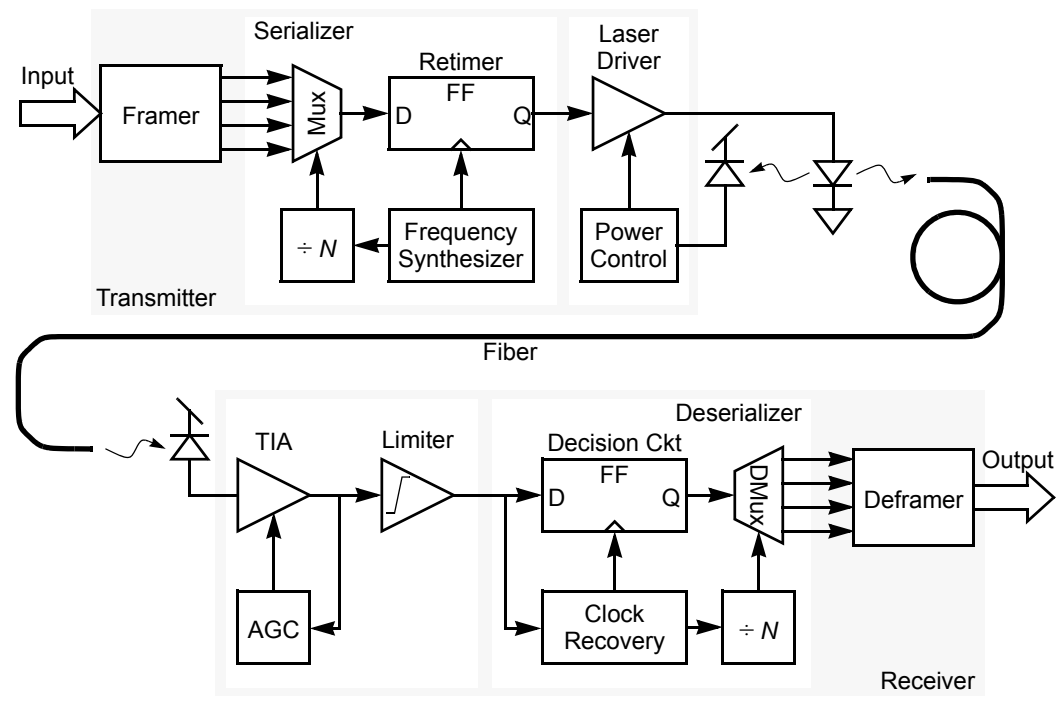 Serializer
Laser
Driver
Input
Retimer
Framer
Mux
FF
D
Q
÷ N
Frequency
Synthesizer
Power
Control
Transmitter
Fiber
Deserializer
TIA
Limiter
Decision Ckt
FF
D
Q
DMux
Deframer
Output
AGC
Clock
Recovery
÷ N
Receiver